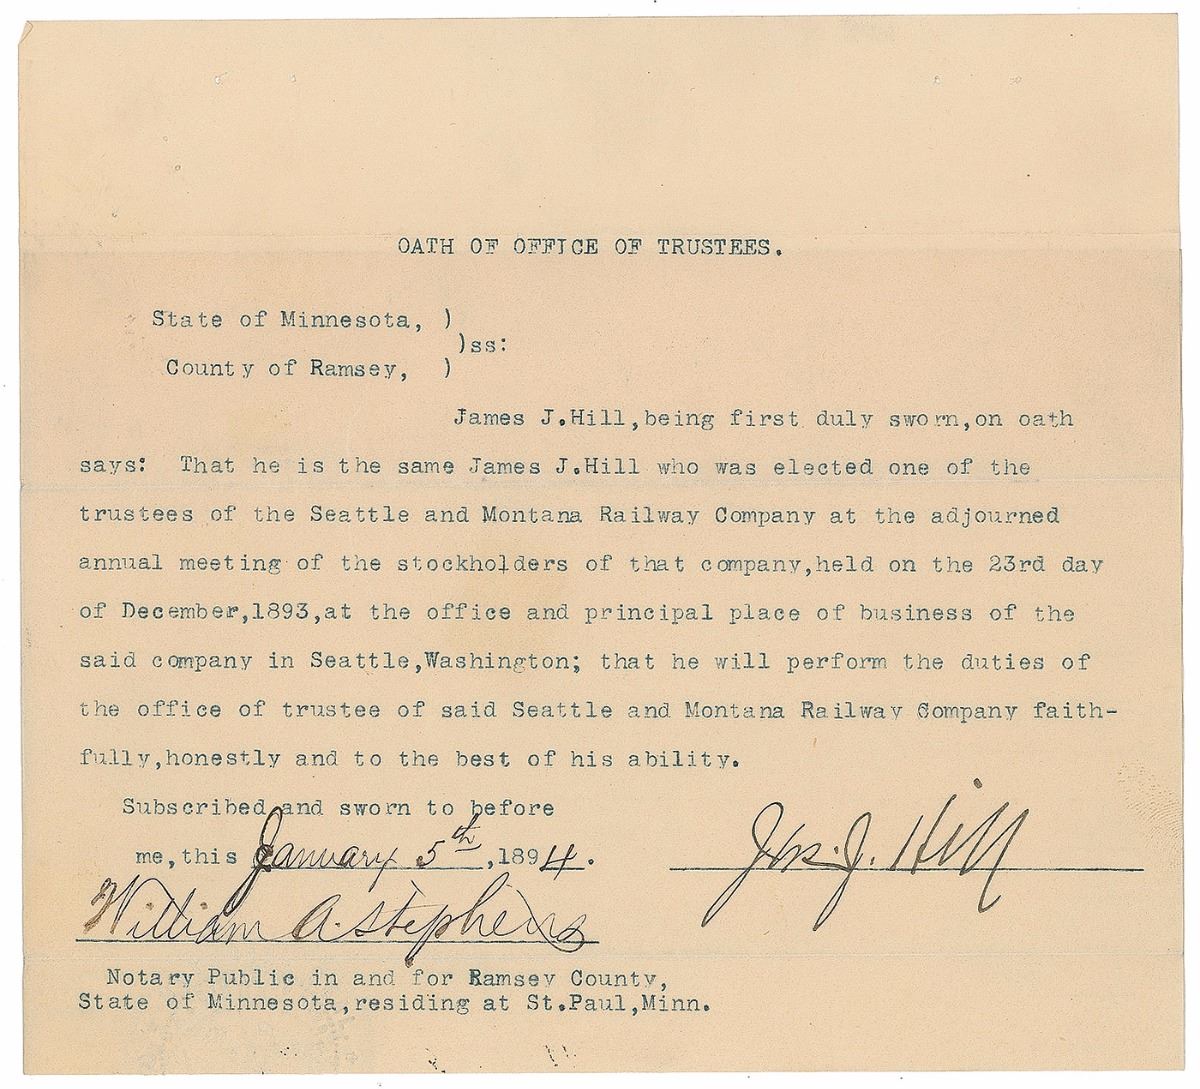 OATH OF OFFICE OF TRUSTEES.
State of Minnesota, )
)ss:
County of Ramsey, )
James J.Hill,being first duly sworn,on oath
says: That he is the same James J.Hill who was elected one of the
trustees of the Seattle and Montana Railway Company at the adjourned
annual meeting of the stockholders of that company,held on the 23rd day
of December,1893,at the office and principal place of business of the
said company in Seattle,Washington; that he will perform the duties of
the office of trustee of said Seattle and Montana Railway Company faith-
fully,honestly and to the best of his ability.
Subscribed and sworn to before
me,this January 5th,1894.
Jas. J. Hill
William A. Stephens
Notary Public in and for Ramsey County,
State of Minnesota,residing at St.Paul,Minn.